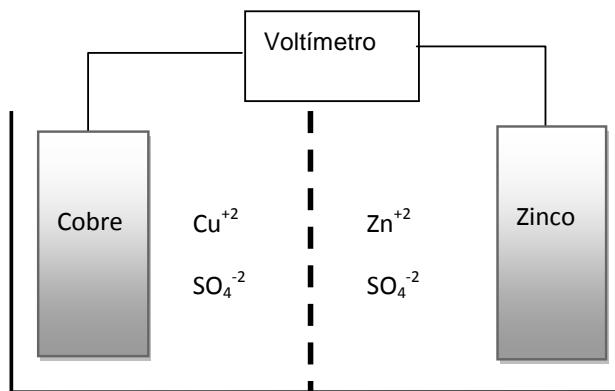 Voltímetro
Cobre Cu⁺² Zn⁺² Zinco
SO₄⁻² SO₄⁻²